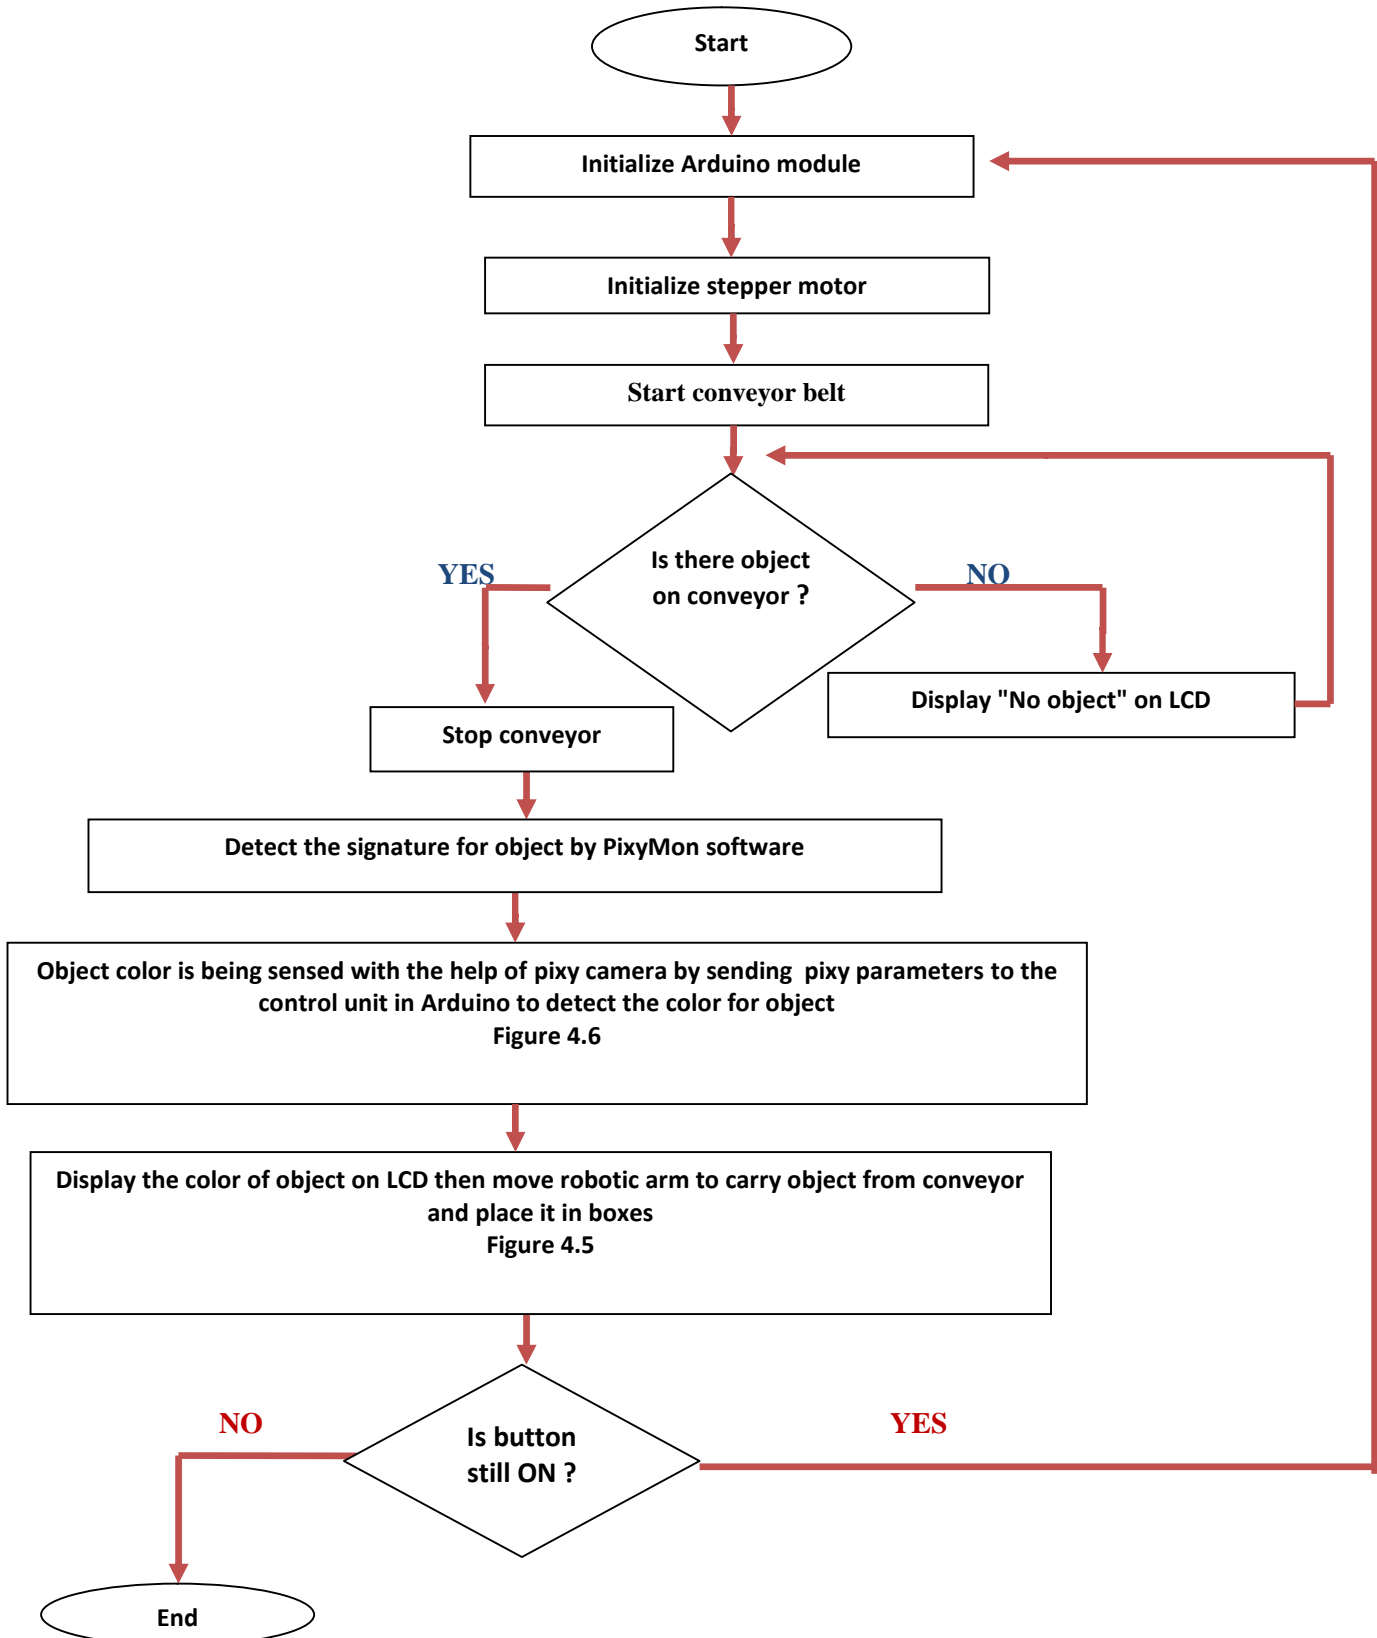 Start
Initialize Arduino module
Initialize stepper motor
Start conveyor belt
Is there object
on conveyor ?
YES
NO
Display "No object" on LCD
Stop conveyor
Detect the signature for object by PixyMon software
Object color is being sensed with the help of pixy camera by sending  pixy parameters to the
control unit in Arduino to detect the color for object
Figure 4.6
Display the color of object on LCD then move robotic arm to carry object from conveyor
and place it in boxes
Figure 4.5
NO
YES
Is button
still ON ?
End